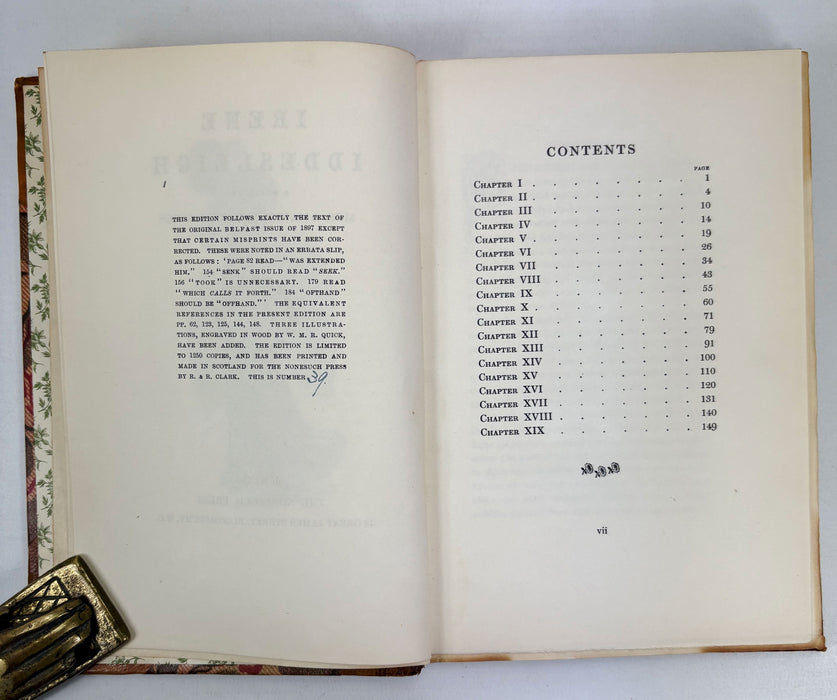 THIS EDITION FOLLOWS EXACTLY THE TEXT OF
THE ORIGINAL BELFAST ISSUE OF 1897 EXCEPT
THAT CERTAIN MISPRINTS HAVE BEEN COR-
RECTED. THESE WERE NOTED IN AN ERRATA SLIP,
AS FOLLOWS: 'PAGE 82 READ—"WAS EXTENDED
HIM." 154 "SENK" SHOULD READ "SEEK."
156 "TOOK" IS UNNECESSARY. 179 READ
"WHICH CALLS IT FORTH." 184 "OFTHAND"
SHOULD BE "OFFHAND."' THE EQUIVALENT
REFERENCES IN THE PRESENT EDITION ARE
PP. 62, 123, 125, 144, 148. THREE ILLUSTRA-
TIONS, ENGRAVED IN WOOD BY W. M. R. QUICK,
HAVE BEEN ADDED. THE EDITION IS LIMITED
TO 1250 COPIES, AND HAS BEEN PRINTED AND
MADE IN SCOTLAND FOR THE NONESUCH PRESS
BY R. & R. CLARK. THIS IS NUMBER 39.
CONTENTS
PAGE
CHAPTER I . . . . . . . . 1
CHAPTER II . . . . . . . . 4
CHAPTER III . . . . . . . . 10
CHAPTER IV . . . . . . . . 14
CHAPTER V . . . . . . . . 19
CHAPTER VI . . . . . . . . 26
CHAPTER VII . . . . . . . . 34
CHAPTER VIII . . . . . . . . 43
CHAPTER IX . . . . . . . . 55
CHAPTER X . . . . . . . . 60
CHAPTER XI . . . . . . . . 71
CHAPTER XII . . . . . . . . 79
CHAPTER XIII . . . . . . . . 91
CHAPTER XIV . . . . . . . . 100
CHAPTER XV . . . . . . . . 110
CHAPTER XVI . . . . . . . . 120
CHAPTER XVII . . . . . . . . 131
CHAPTER XVIII . . . . . . . . 140
CHAPTER XIX . . . . . . . . 149
vii